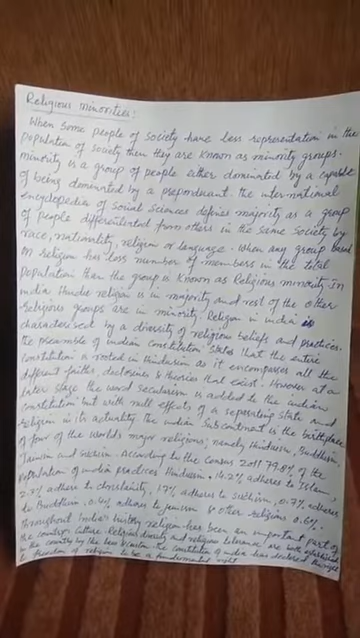 Religious minorities:
When some people of society have less representation in the
population of society then they are known as minority groups.
minority is a group of people either dominated by a capable
of being dominated by a preponderant. the international
encyclopedia of social Sciences defines majority as a group
of people differentiated from others in the same society by
race, nationality, religion or language. When any group based
on religion has less number of members in the total
population than the group is known as Religious minority. In
india Hindu religion is in majority and rest of the other
Religious groups are in minority. Religion in india is
characterised by a diversity of religious beliefs and practices.
the preamble of indian constitution states that the entire
Constitution is rooted in Hinduism as it encompasses all the
different faiths, & theories that exist. However at a
later stage the word secularism is added to the indian
constitution but with null effects of a separating state and
religion in its actuality. the indian Subcontinent is the birthplace
of four of the worlds major religions; namely Hinduism, Buddhism,
Jainism and Sikhism. According to the census 2011 79.8% of the
population of india practices Hinduism, 14.2% adheres to Islam,
2.3% adhere to christianity, 1.7% adheres to Sikhism, 0.7% adheres
to Buddhism, 0.4% adhere to jainism & other religions 0.6%.
throughout India's history religion has been an important part of
the country's culture. Religious diversity and religious tolerance are both established
in the country by the law & custom. the constitution of india has declared the right
to freedom of religion to be a fundamental right